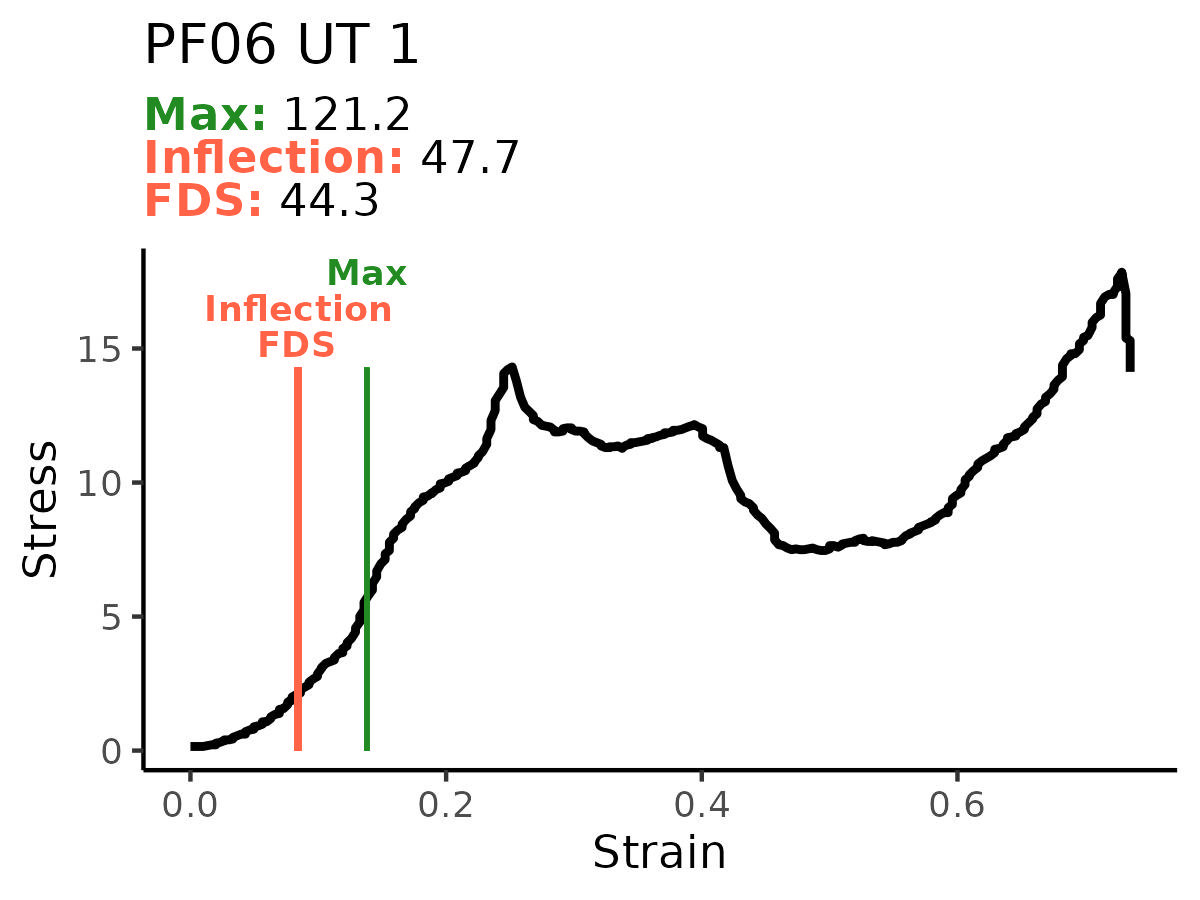 PF06 UT 1
Max: 121.2
Inflection: 47.7
FDS: 44.3
Max
Inflection
FDS
15
10
5
0
Stress
0.0 0.2 0.4 0.6
Strain